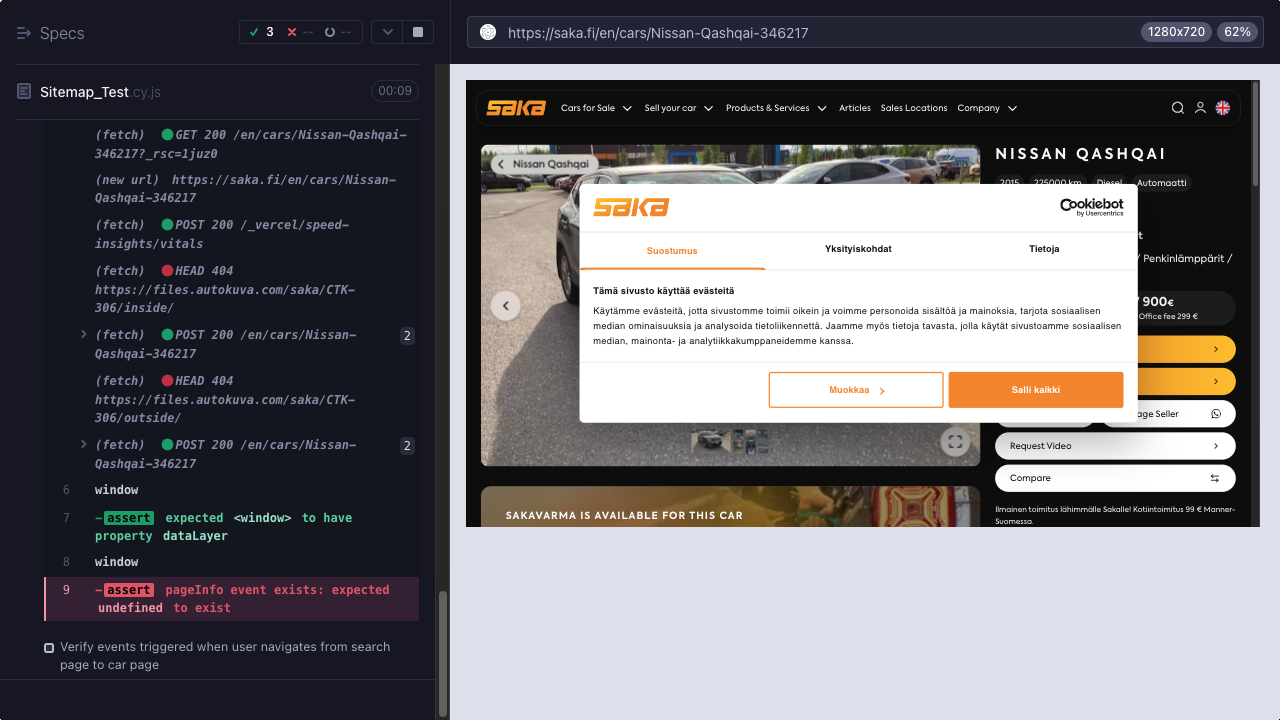 Specs
3
--
--
https://saka.fi/en/cars/Nissan-Qashqai-346217
1280x720
62%
Sitemap_Test.cy.js
00:09
(fetch) GET 200 /en/cars/Nissan-Qashqai-
346217?_rsc=1juz0
(new url) https://saka.fi/en/cars/Nissan-
Qashqai-346217
(fetch) POST 200 /_vercel/speed-
insights/vitals
(fetch) HEAD 404
https://files.autokuva.com/saka/CTK-
306/inside/
(fetch) POST 200 /en/cars/Nissan-
Qashqai-346217
2
(fetch) HEAD 404
https://files.autokuva.com/saka/CTK-
306/outside/
(fetch) POST 200 /en/cars/Nissan-
Qashqai-346217
2
6 window
7 -assert expected <window> to have
property dataLayer
8 window
9 -assert pageInfo event exists: expected
undefined to exist
Verify events triggered when user navigates from search
page to car page
saka
Cars for Sale
Sell your car
Products & Services
Articles
Sales Locations
Company
Nissan Qashqai
NISSAN QASHQAI
2015
225000 km
Diesel
Automaatti
saka
Cookiebot
by Usercentrics
Suostumus
Yksityiskohdat
Tietoja
Tämä sivusto käyttää evästeitä
Käytämme evästeitä, jotta sivustomme toimii oikein ja voimme personoida sisältöä ja mainoksia, tarjota sosiaalisen
median ominaisuuksia ja analysoida tietoliikennettä. Jaamme myös tietoja tavasta, jolla käytät sivustoamme sosiaalisen
median, mainonta- ja analytiikkakumppaneidemme kanssa.
Muokkaa
Salli kaikki
t
/ Penkinlämppärit /
900€
Office fee 299 €
age Seller
Request Video
Compare
Ilmainen toimitus lähimmälle Sakalle! Kotiintoimitus 99 € Manner-
Suomessa.
SAKAVARMA IS AVAILABLE FOR THIS CAR